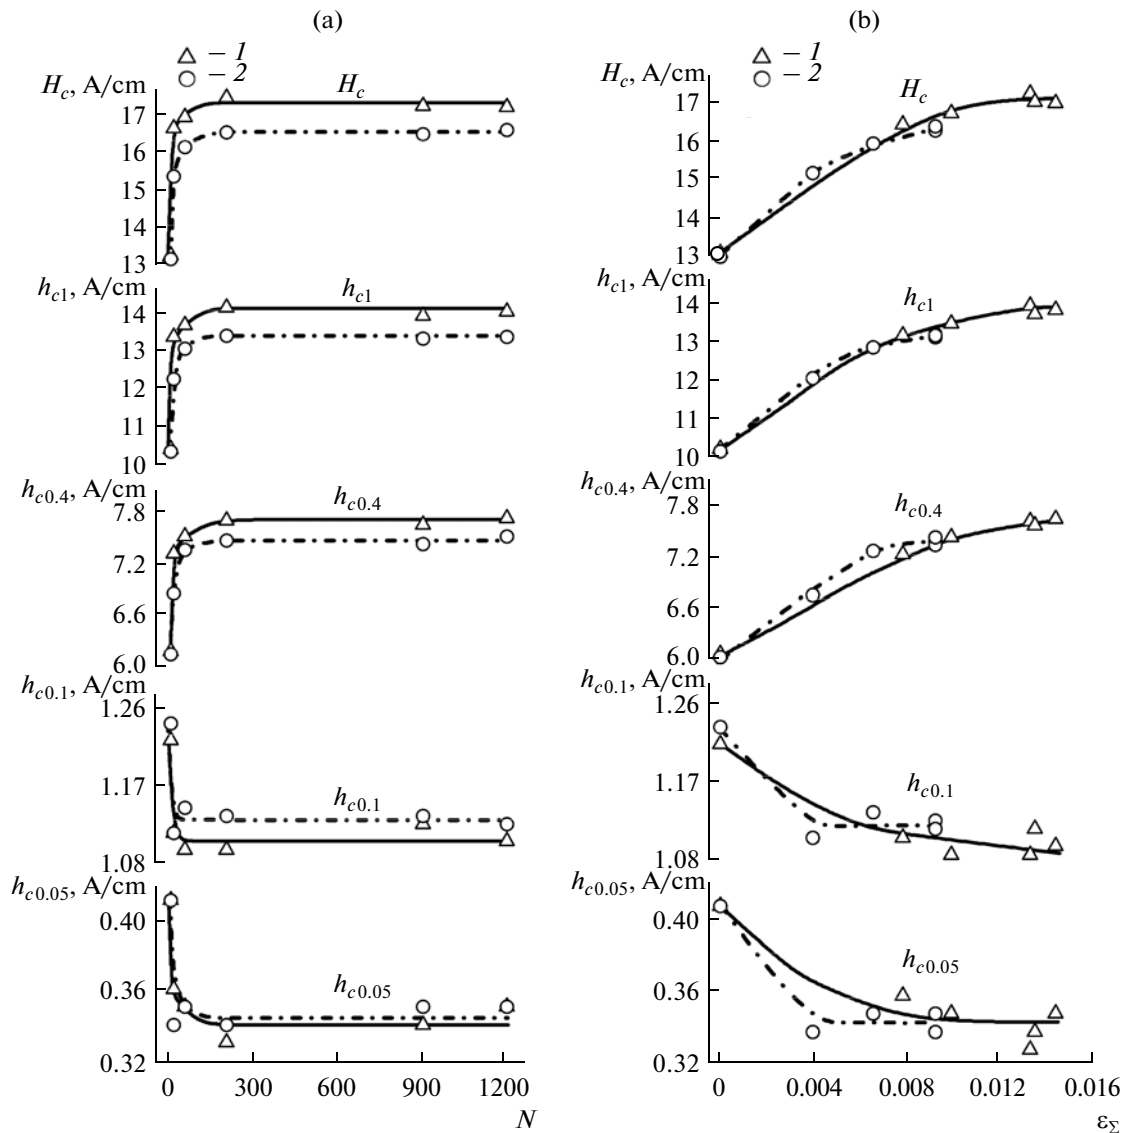 (a)
– 1
– 2
H_c, A/cm
H_c
17
16
15
14
13
h_c1, A/cm
h_c1
14
13
12
11
10
h_c0.4, A/cm
h_c0.4
7.8
7.2
6.6
6.0
h_c0.1, A/cm
1.26
1.17
h_c0.1
1.08
h_c0.05, A/cm
0.40
0.36
h_c0.05
0.32
0 300 600 900 1200
N
(b)
– 1
– 2
H_c, A/cm
H_c
17
16
15
14
13
h_c1, A/cm
h_c1
14
13
12
11
10
h_c0.4, A/cm
h_c0.4
7.8
7.2
6.6
6.0
h_c0.1, A/cm
1.26
1.17
h_c0.1
1.08
h_c0.05, A/cm
0.40
h_c0.05
0.36
0.32
0 0.004 0.008 0.012 0.016
ε_Σ